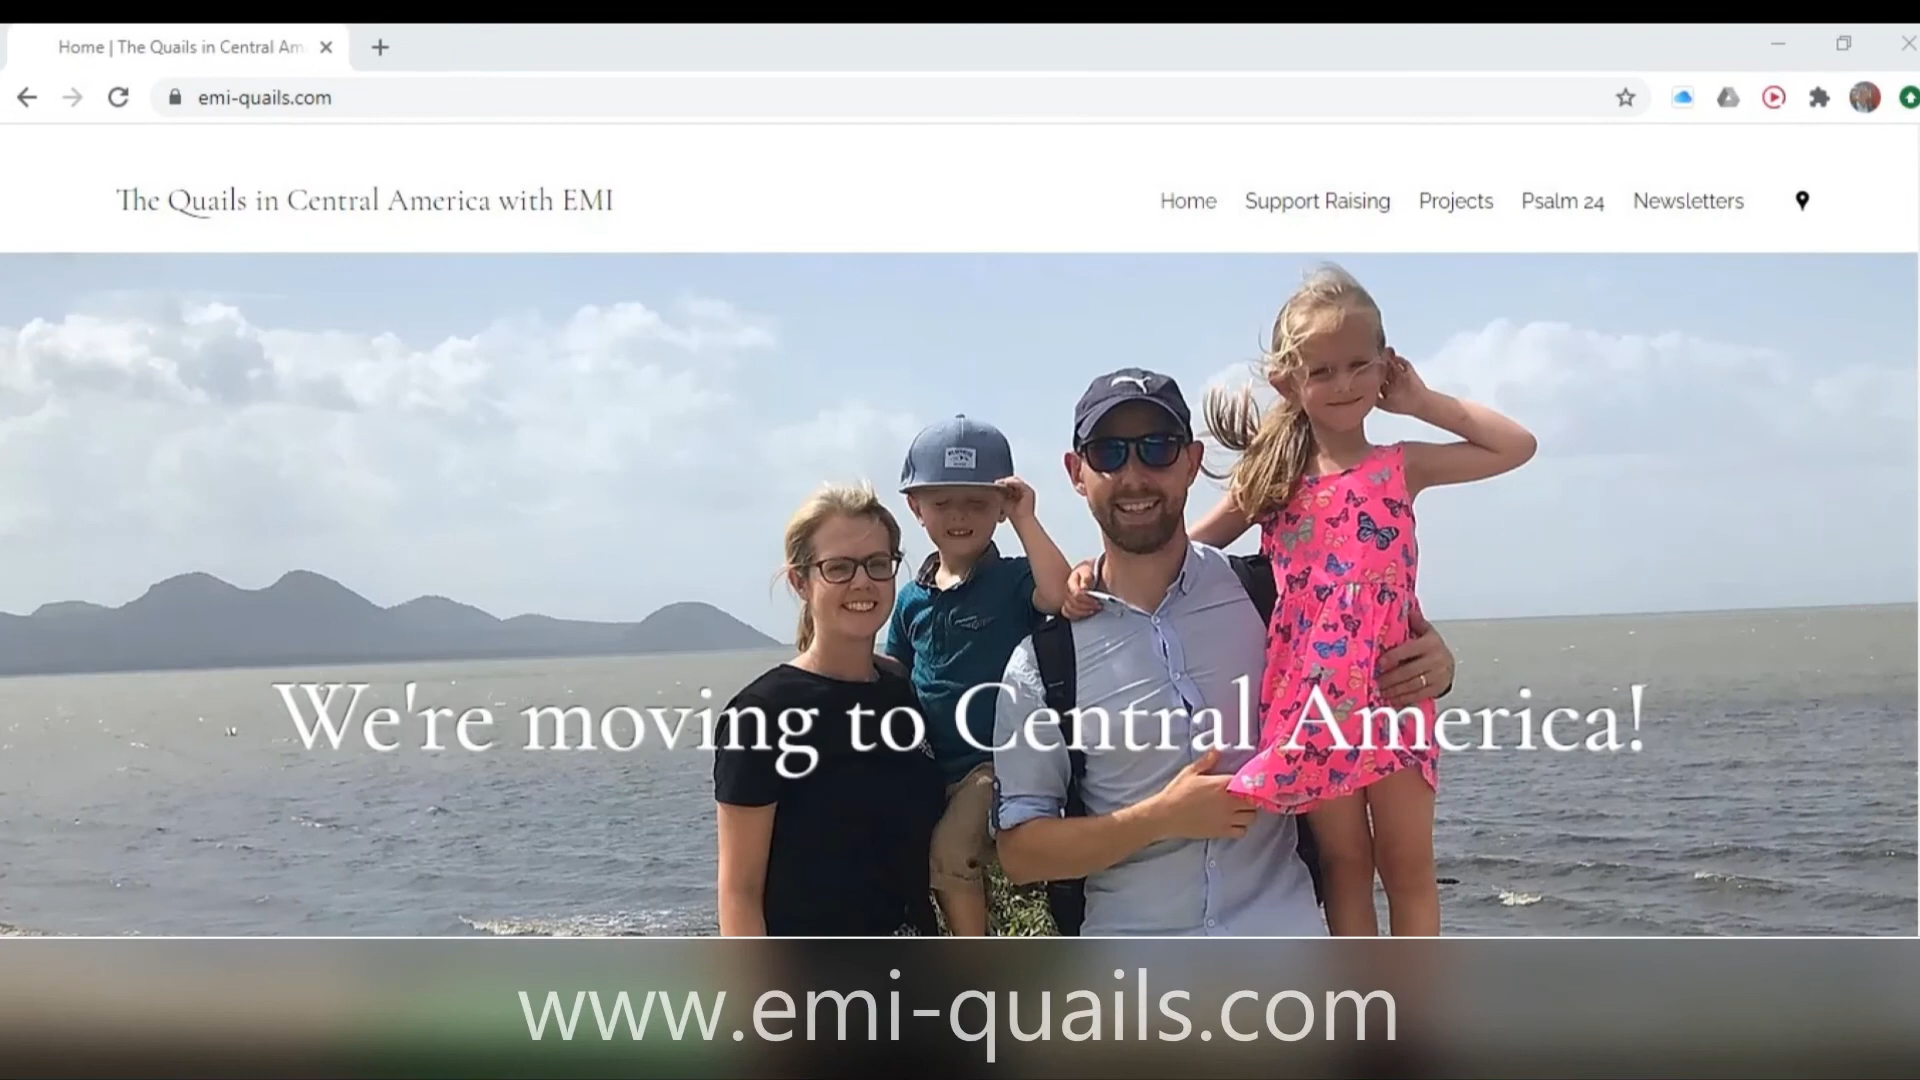 Home | The Quails in Central Am
emi-quails.com
The Quails in Central America with EMI
Home Support Raising Projects Psalm 24 Newsletters
We're moving to Central America!
www.emi-quails.com